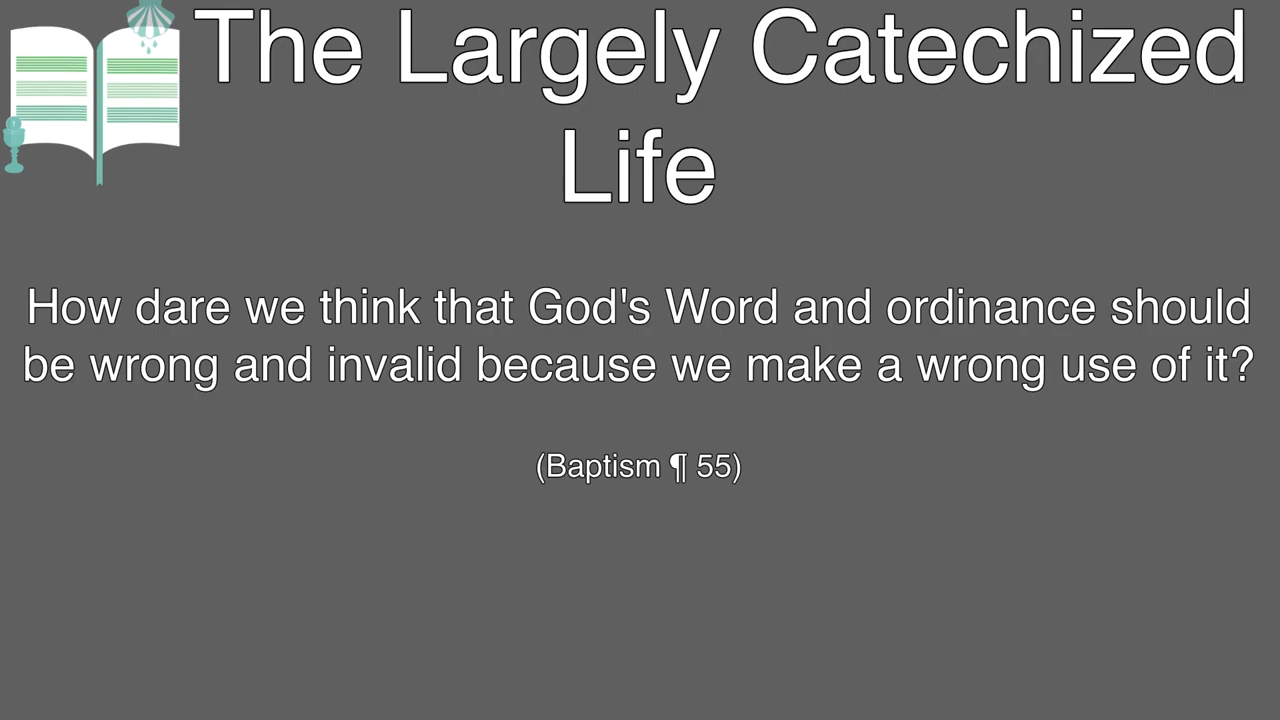 The Largely Catechized
Life
How dare we think that God's Word and ordinance should
be wrong and invalid because we make a wrong use of it?
(Baptism ¶ 55)